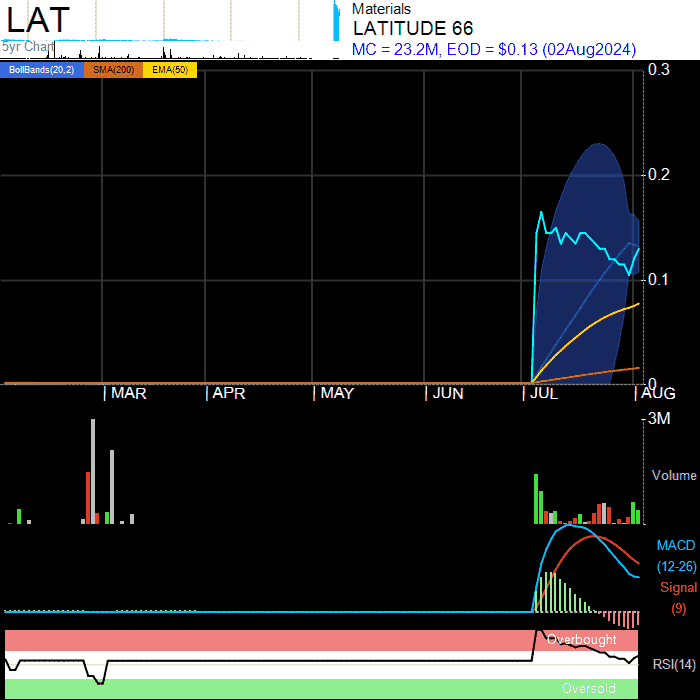 LAT
Materials
LATITUDE 66
5yr Chart
MC = 23.2M, EOD = $0.13 (02Aug2024)
BollBands(20,2) SMA(200) EMA(50)
0.3
0.2
0.1
0
MAR APR MAY JUN JUL AUG
3M
Volume
MACD
(12-26)
Signal
(9)
Overbought
RSI(14)
Oversold